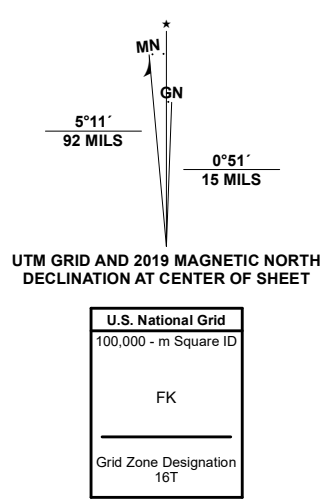 ★
MN
GN
5°11´
92 MILS
0°51´
15 MILS
UTM GRID AND 2019 MAGNETIC NORTH
DECLINATION AT CENTER OF SHEET
U.S. National Grid
100,000 - m Square ID
FK
Grid Zone Designation
16T